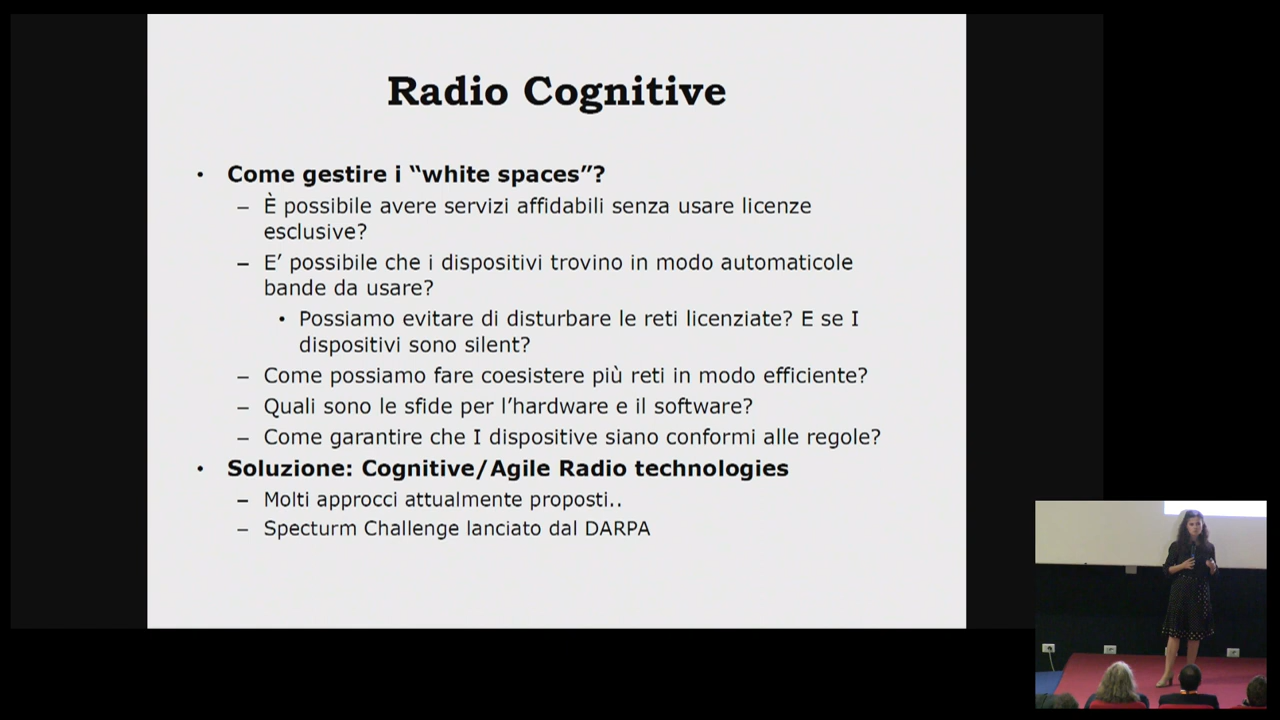 Radio Cognitive
• Come gestire i “white spaces”?
– È possibile avere servizi affidabili senza usare licenze
esclusive?
– E’ possibile che i dispositivi trovino in modo automaticole
bande da usare?
• Possiamo evitare di disturbare le reti licenziate? E se I
dispositivi sono silent?
– Come possiamo fare coesistere più reti in modo efficiente?
– Quali sono le sfide per l’hardware e il software?
– Come garantire che I dispositive siano conformi alle regole?
• Soluzione: Cognitive/Agile Radio technologies
– Molti approcci attualmente proposti..
– Specturm Challenge lanciato dal DARPA